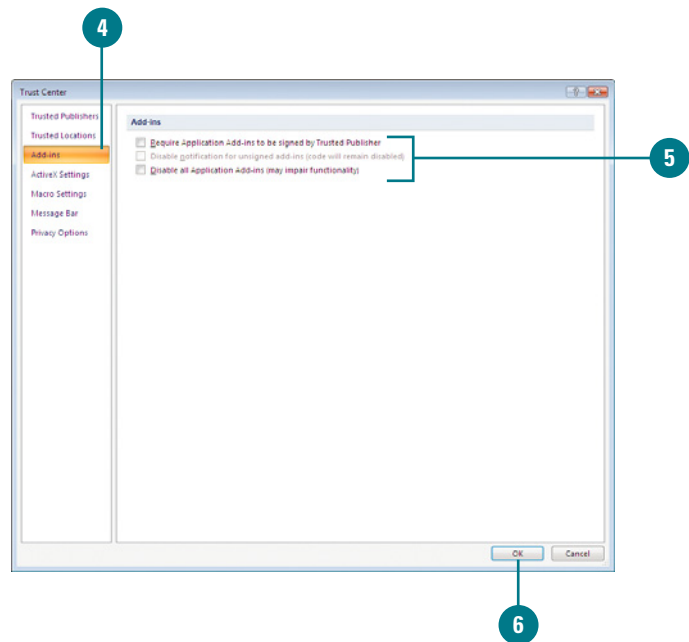 4
Trust Center
Trusted Publishers
Trusted Locations
Add-ins
ActiveX Settings
Macro Settings
Message Bar
Privacy Options
Add-ins
Require Application Add-ins to be signed by Trusted Publisher
Disable notification for unsigned add-ins (code will remain disabled)
Disable all Application Add-ins (may impair functionality)
5
OK
Cancel
6